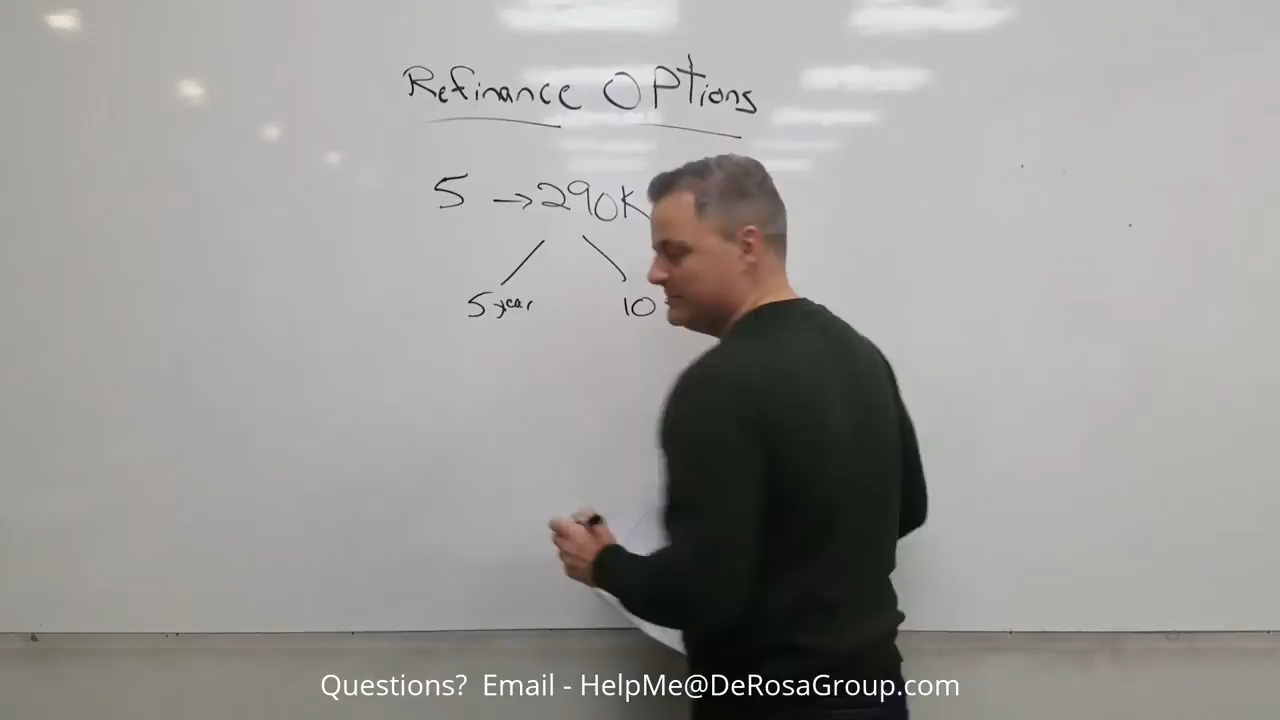 Refinance Options
5 → 290K
5 year 10
Questions? Email - HelpMe@DeRosaGroup.com